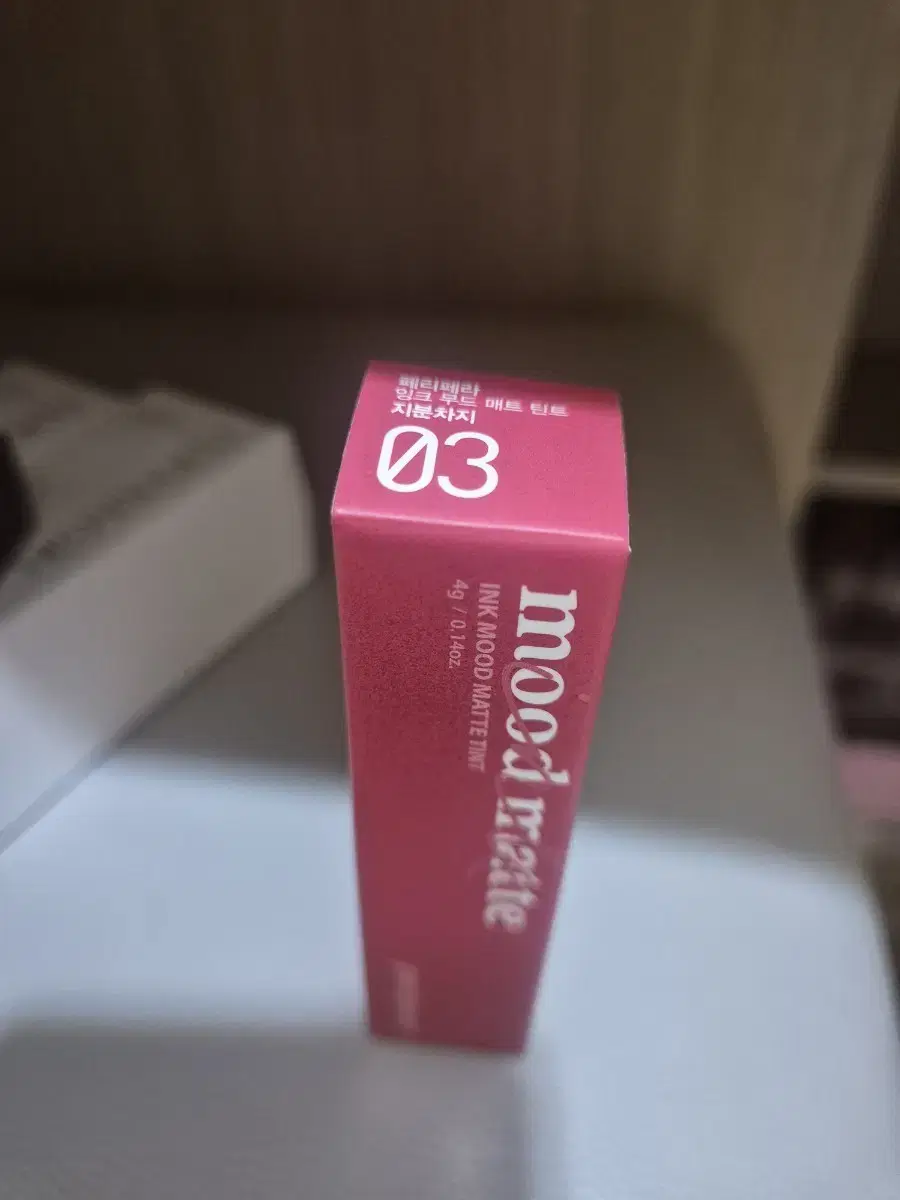 페리페라
잉크 무드 매트 틴트
지분차지
03
mood matte
INK MOOD MATTE TINT
4g / 0.14oz.